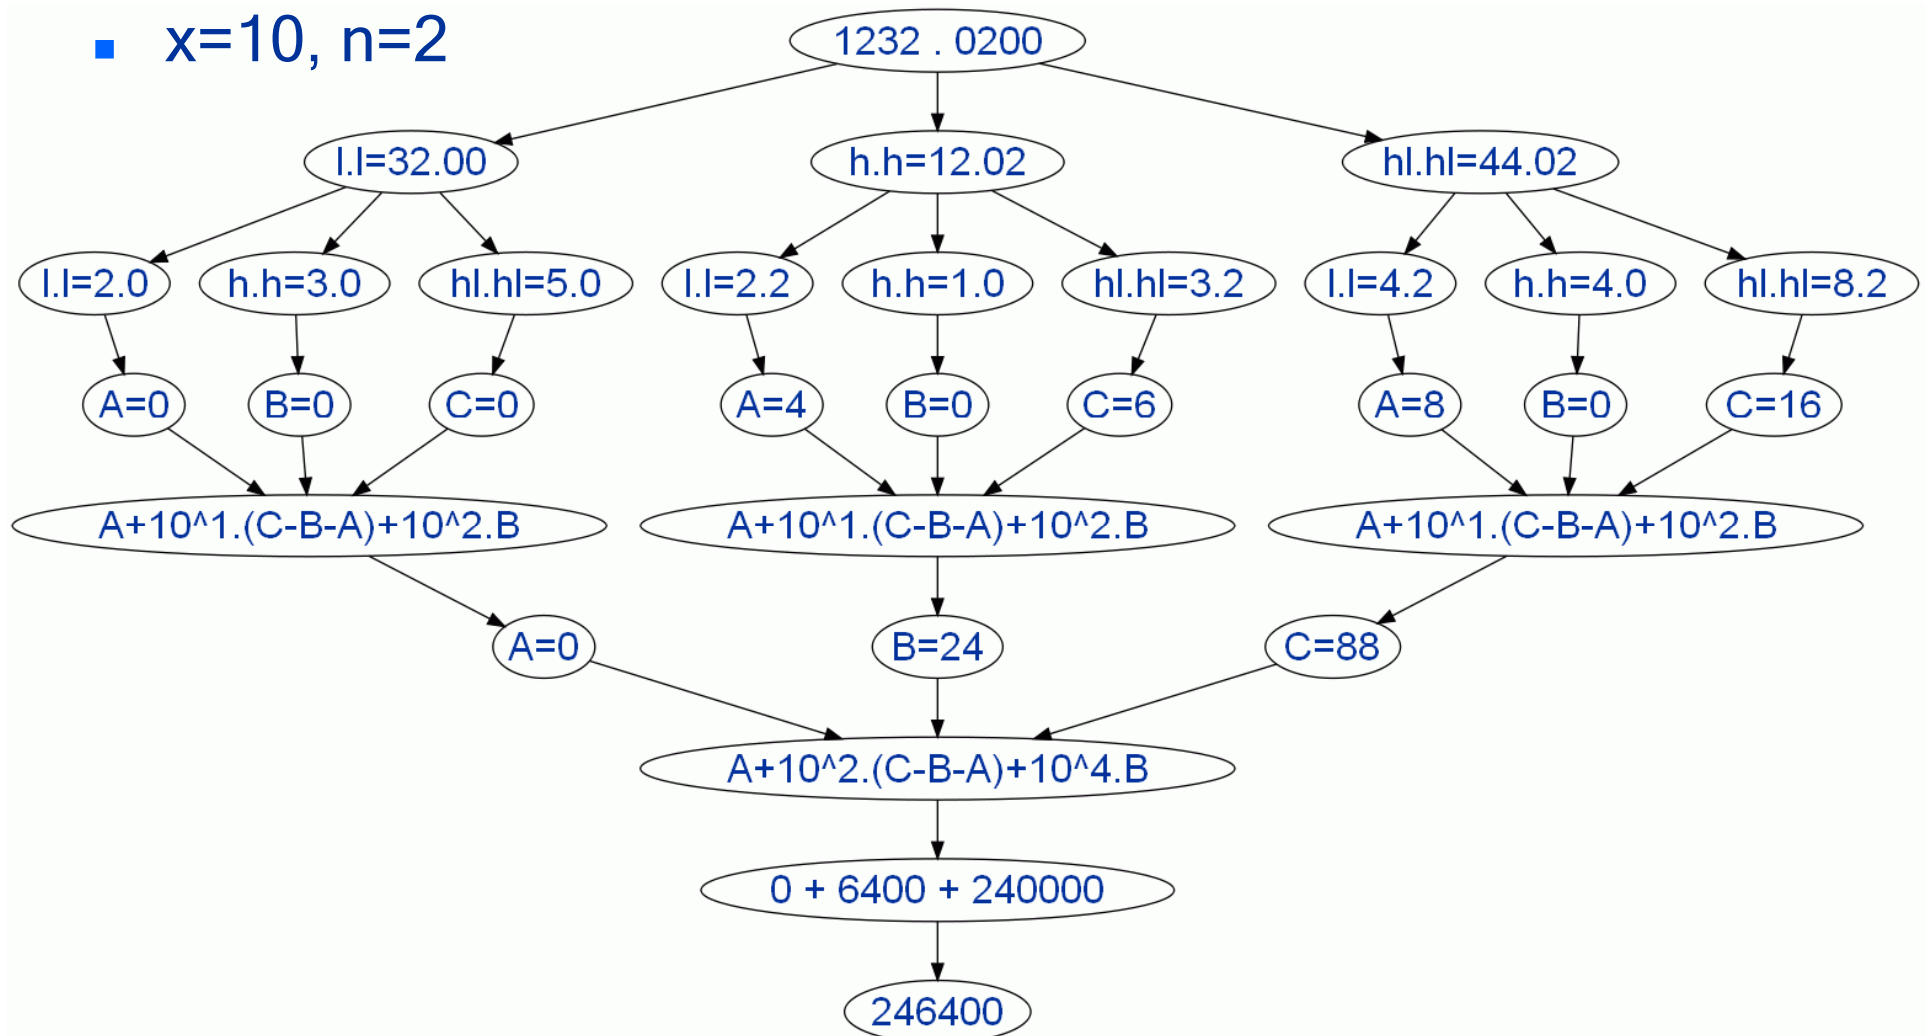 x=10, n=2
1232 . 0200
l.l=32.00
h.h=12.02
hl.hl=44.02
l.l=2.0
h.h=3.0
hl.hl=5.0
l.l=2.2
h.h=1.0
hl.hl=3.2
l.l=4.2
h.h=4.0
hl.hl=8.2
A=0
B=0
C=0
A=4
B=0
C=6
A=8
B=0
C=16
A+10^1.(C-B-A)+10^2.B
A+10^1.(C-B-A)+10^2.B
A+10^1.(C-B-A)+10^2.B
A=0
B=24
C=88
A+10^2.(C-B-A)+10^4.B
0 + 6400 + 240000
246400